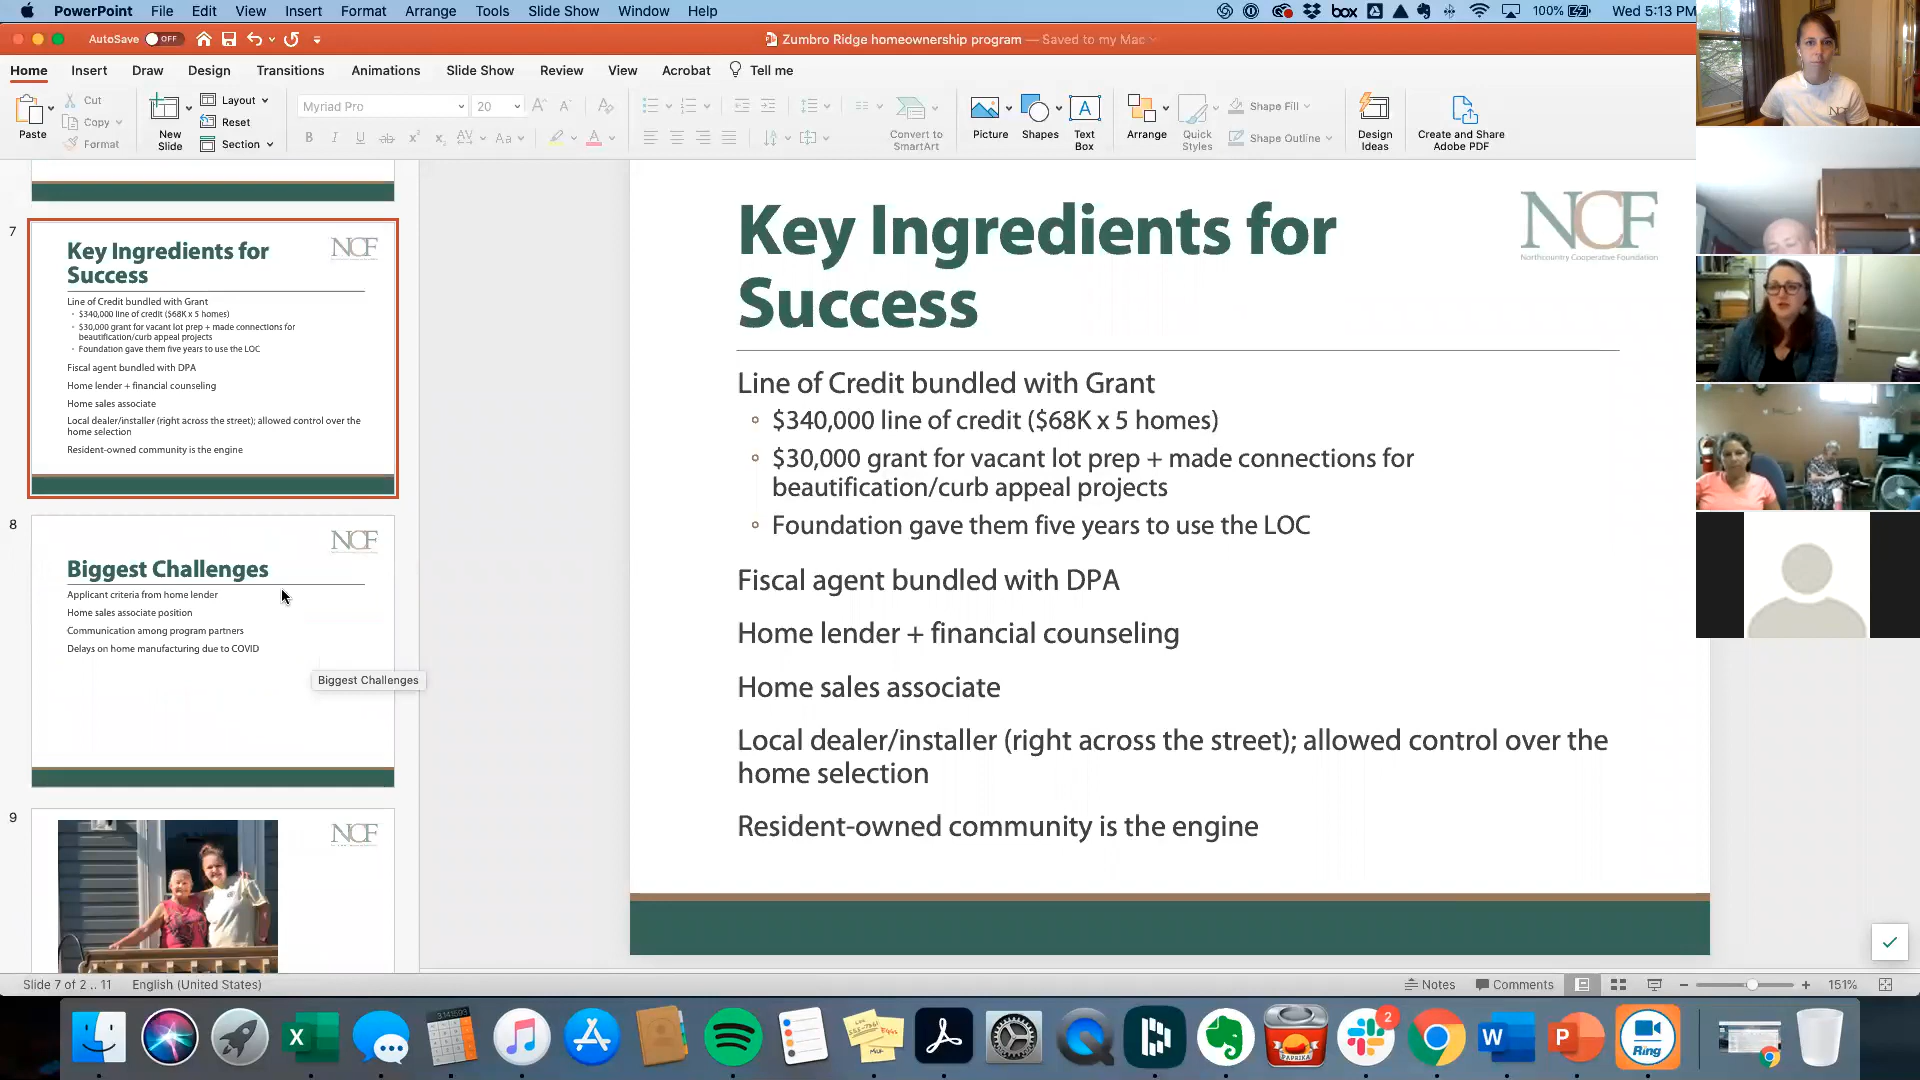 PowerPoint File Edit View Insert Format Arrange Tools Slide Show Window Help
box 100% Wed 5:13 PM
AutoSave OFF
Zumbro Ridge homeownership program — Saved to my Mac
Home Insert Draw Design Transitions Animations Slide Show Review View Acrobat Tell me
Paste
Cut
Copy
Format
New Slide
Layout
Reset
Section
Myriad Pro 20
Convert to SmartArt
Picture
Shapes
Text Box
Arrange
Quick Styles
Shape Fill
Shape Outline
Design Ideas
Create and Share Adobe PDF
7
NCF
Key Ingredients for
Success
Line of Credit bundled with Grant
$340,000 line of credit ($68K x 5 homes)
$30,000 grant for vacant lot prep + made connections for
beautification/curb appeal projects
Foundation gave them five years to use the LOC
Fiscal agent bundled with DPA
Home lender + financial counseling
Home sales associate
Local dealer/installer (right across the street); allowed control over the
home selection
Resident-owned community is the engine
8
NCF
Biggest Challenges
Applicant criteria from home lender
Home sales associate position
Communication among program partners
Delays on home manufacturing due to COVID
Biggest Challenges
9
NCF
Key Ingredients for
Success
NCF
Northcountry Cooperative Foundation
Line of Credit bundled with Grant
$340,000 line of credit ($68K x 5 homes)
$30,000 grant for vacant lot prep + made connections for
beautification/curb appeal projects
Foundation gave them five years to use the LOC
Fiscal agent bundled with DPA
Home lender + financial counseling
Home sales associate
Local dealer/installer (right across the street); allowed control over the
home selection
Resident-owned community is the engine
Slide 7 of 2 .. 11 English (United States)
Notes Comments 151%
PAPRIKA
2
Ring